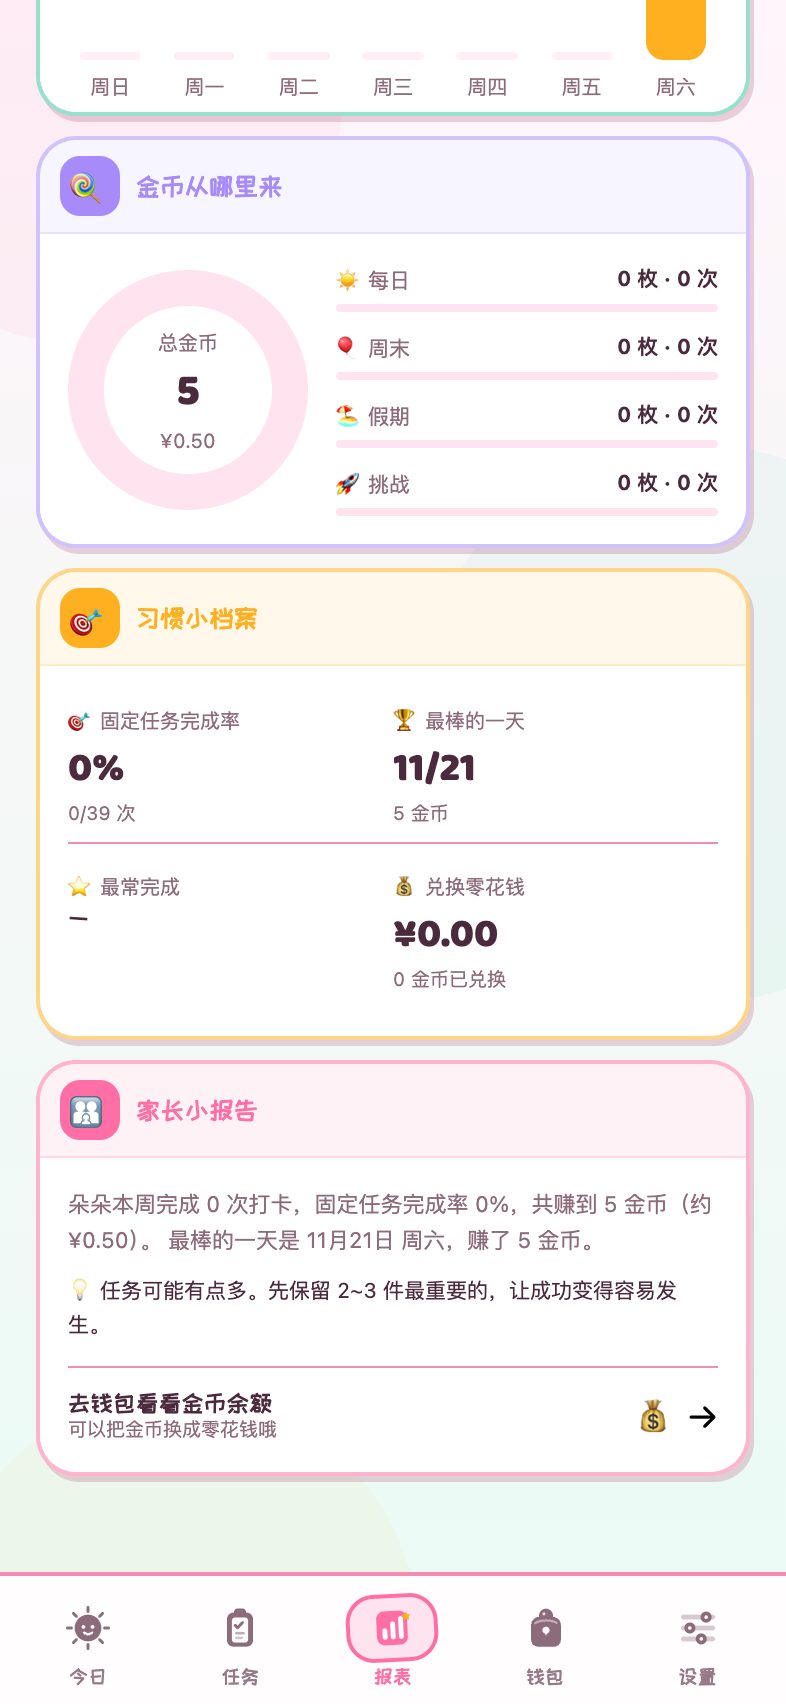 周日 周一 周二 周三 周四 周五 周六
金币从哪里来
总金币
5
¥0.50
每日 0 枚 · 0 次
周末 0 枚 · 0 次
假期 0 枚 · 0 次
挑战 0 枚 · 0 次
习惯小档案
固定任务完成率
0%
0/39 次
最棒的一天
11/21
5 金币
最常完成
—
兑换零花钱
¥0.00
0 金币已兑换
家长小报告
朵朵本周完成 0 次打卡，固定任务完成率 0%，共赚到 5 金币（约
¥0.50）。 最棒的一天是 11月21日 周六，赚了 5 金币。
任务可能有点多。先保留 2~3 件最重要的，让成功变得容易发
生。
去钱包看看金币余额
可以把金币换成零花钱哦
今日 任务 报表 钱包 设置